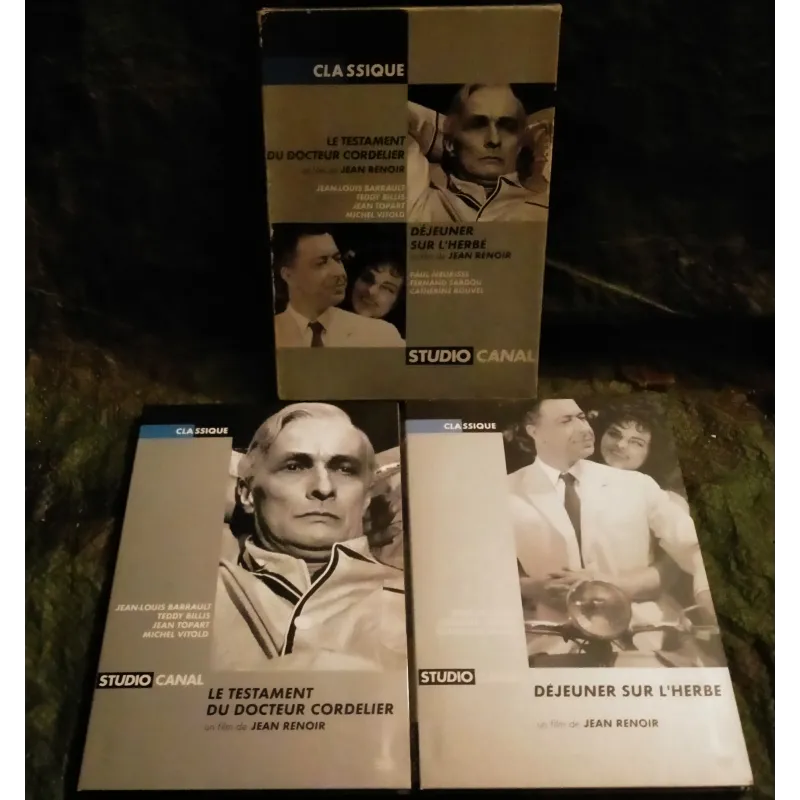 CLASSIQUE
LE TESTAMENT
DU DOCTEUR CORDELIER
un film de JEAN RENOIR
JEAN-LOUIS BARRAULT
TEDDY BILLIS
JEAN TOPART
MICHEL VITOLD
DÉJEUNER
SUR L'HERBE
un film de JEAN RENOIR
PAUL MEURISSE
FERNAND SARDOU
CATHERINE ROUVEL
STUDIO CANAL
CLASSIQUE
JEAN-LOUIS BARRAULT
TEDDY BILLIS
JEAN TOPART
MICHEL VITOLD
STUDIO CANAL
LE TESTAMENT
DU DOCTEUR CORDELIER
un film de JEAN RENOIR
CLASSIQUE
STUDIO
DÉJEUNER SUR L'HERBE
un film de JEAN RENOIR